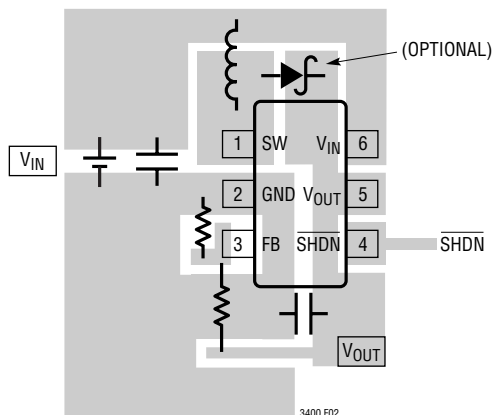 (OPTIONAL)
VIN
1 SW VIN 6
2 GND VOUT 5
3 FB SHDN 4 SHDN
VOUT
3400 F02